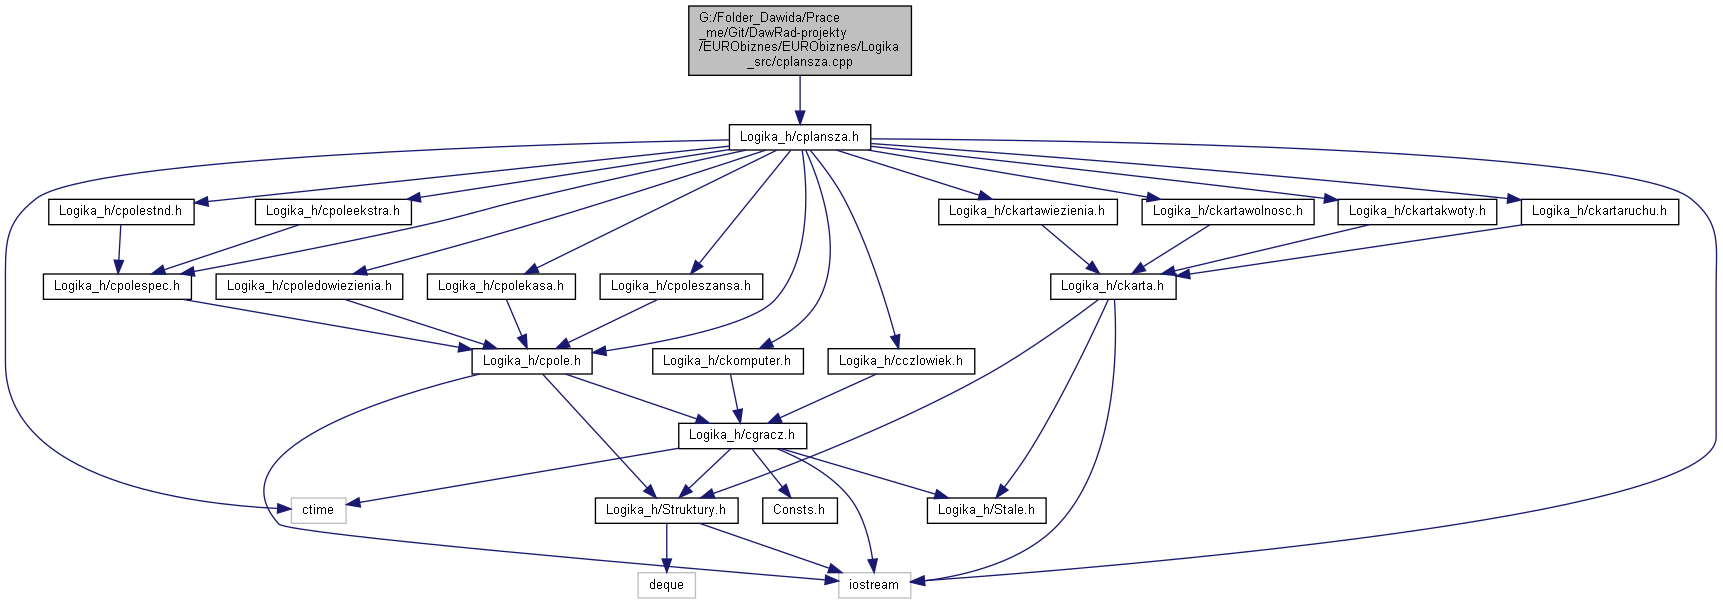 G:/Folder_Dawida/Prace
_me/Git/DawRad-projekty
/EURObiznes/EURObiznes/Logika
_src/cplansza.cpp
Logika_h/cplansza.h
Logika_h/cpolestnd.h
Logika_h/cpoleekstra.h
Logika_h/ckartawiezienia.h
Logika_h/ckartawolnosc.h
Logika_h/ckartakwoty.h
Logika_h/ckartaruchu.h
Logika_h/cpolespec.h
Logika_h/cpoledowiezienia.h
Logika_h/cpolekasa.h
Logika_h/cpoleszansa.h
Logika_h/ckarta.h
Logika_h/cpole.h
Logika_h/ckomputer.h
Logika_h/cczlowiek.h
Logika_h/cgracz.h
ctime
Logika_h/Struktury.h
Consts.h
Logika_h/Stale.h
deque
iostream